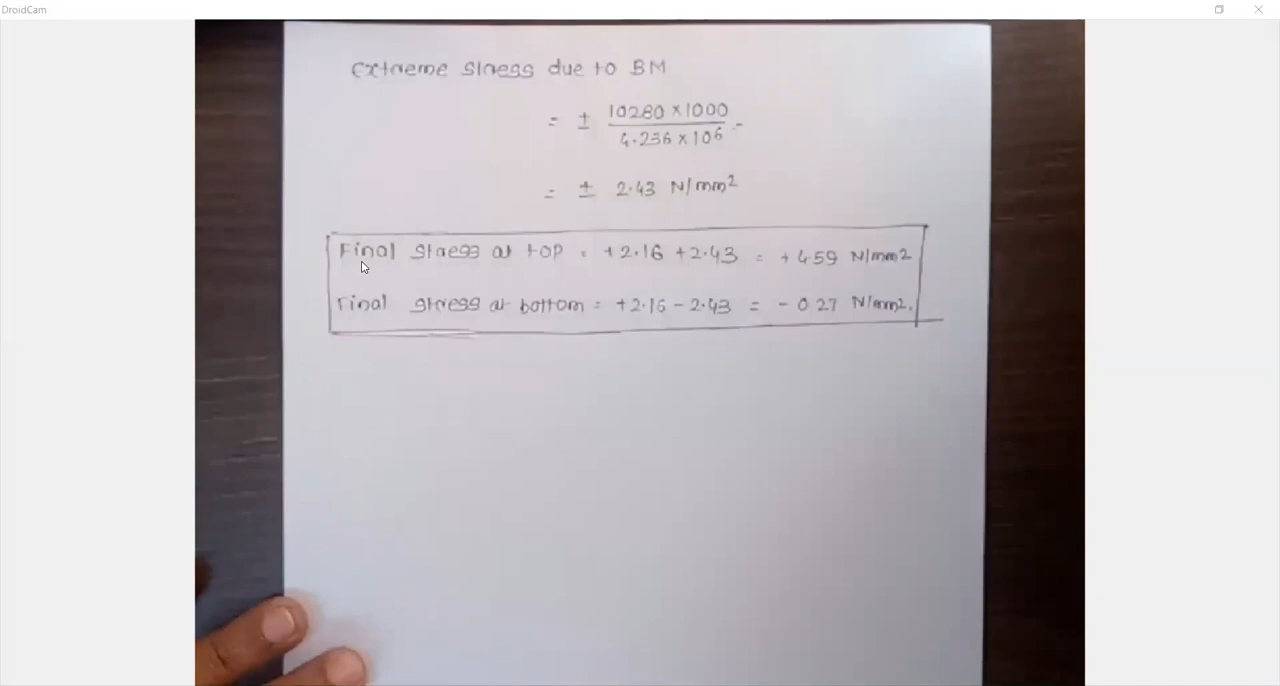 DroidCam
Extreme Stress due to BM
= ± 10280 × 1000
4.236 × 106
= ± 2.43 N/mm2
Final Stress at top = +2.16 +2.43 = +4.59 N/mm2
Final Stress at bottom = +2.16 - 2.43 = - 0.27 N/mm2.